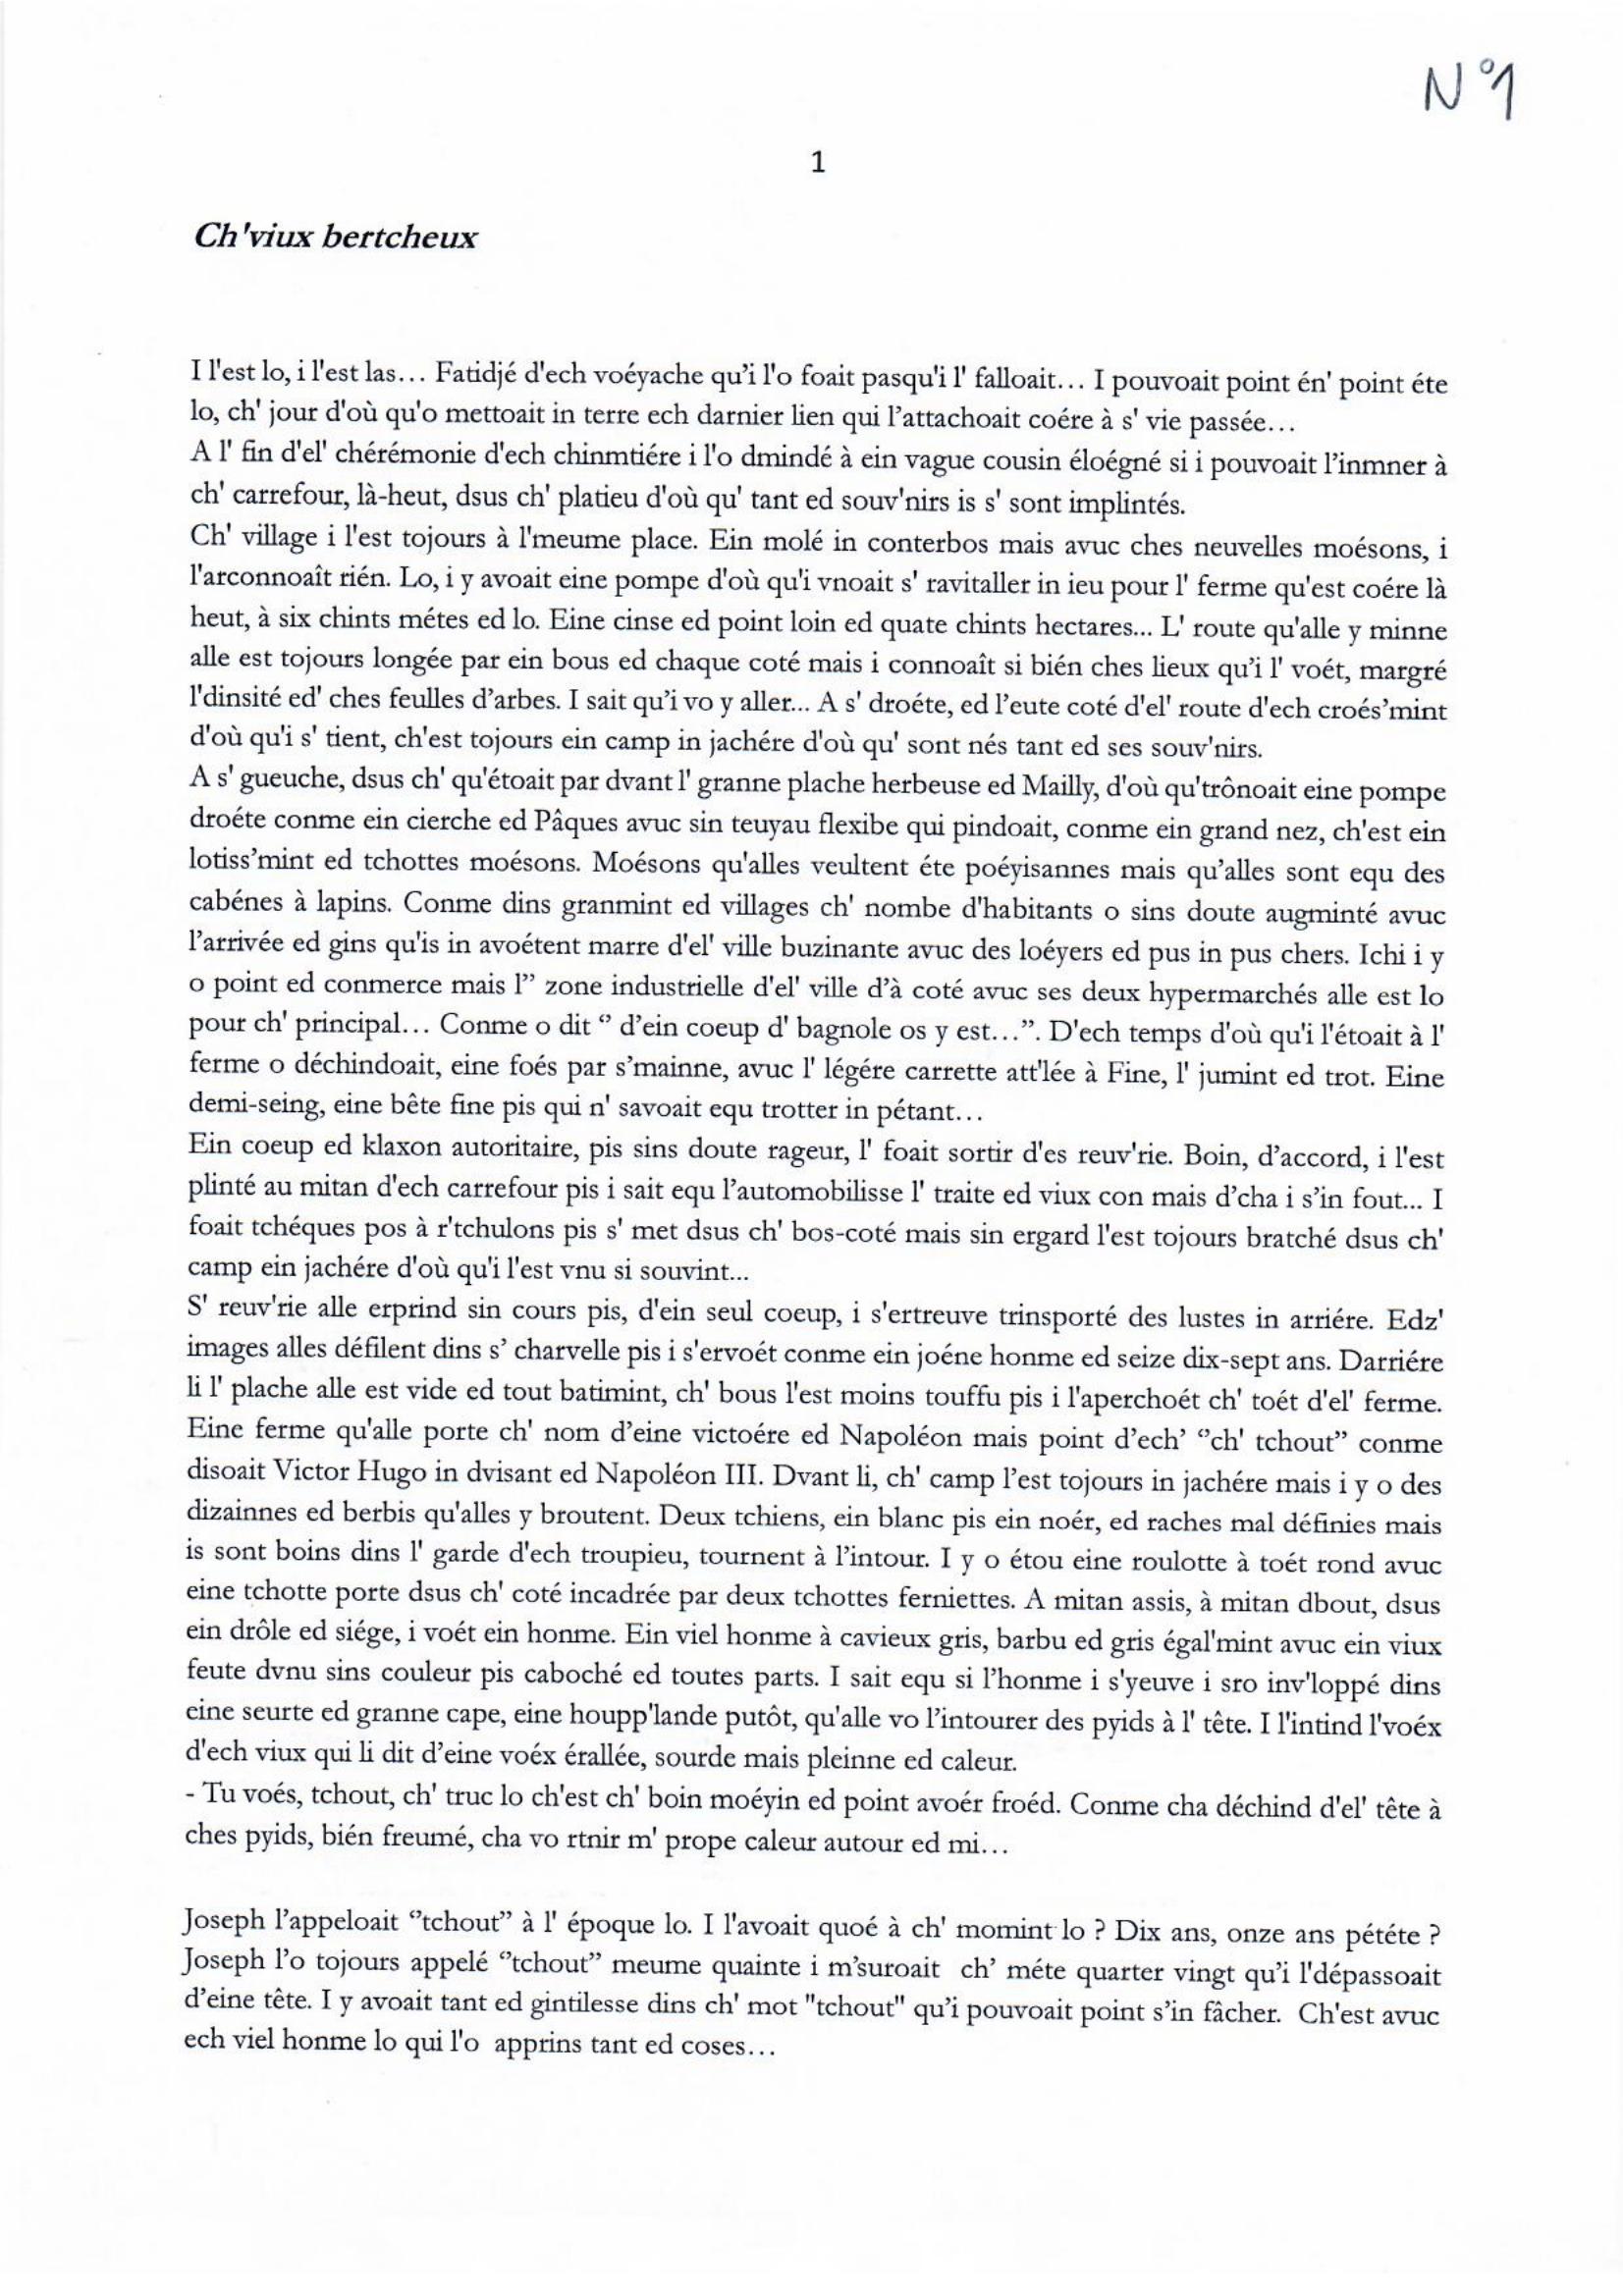 N°1
1
Ch'viux bertcheux
I l'est lo, i l'est las… Fatidjé d'ech voéyache qu'i l'o foait pasqu'i l' falloait… I pouvoait point én' point éte
lo, ch' jour d'où qu'o mettoait in terre ech darnier lien qui l'attachoait coére à s' vie passée…
A l' fin d'el' chérémonie d'ech chinmtiére i l'o dmindé à ein vague cousin éloégné si i pouvoait l'inmner à
ch' carrefour, là-heut, dsus ch' platieu d'où qu' tant ed souv'nirs is s' sont implintés.
Ch' village i l'est tojours à l'meume place. Ein molé in conterbos mais avuc ches neuvelles moésons, i
l'arconnoaît rién. Lo, i y avoait eine pompe d'où qu'i vnoait s' ravitaller in ieu pour l' ferme qu'est coére là
heut, à six chints métes ed lo. Eine cinse ed point loin ed quate chints hectares... L' route qu'alle y minne
alle est tojours longée par ein bous ed chaque coté mais i connoaît si bién ches lieux qu'i l' voét, margré
l'dinsité ed' ches feulles d'arbes. I sait qu'i vo y aller... A s' droéte, ed l'eute coté d'el' route d'ech croés'mint
d'où qu'i s' tient, ch'est tojours ein camp in jachére d'où qu' sont nés tant ed ses souv'nirs.
A s' gueuche, dsus ch' qu'étoait par dvant l' granne plache herbeuse ed Mailly, d'où qu'trônoait eine pompe
droéte conme ein cierche ed Pâques avuc sin teuyau flexibe qui pindoait, conme ein grand nez, ch'est ein
lotiss'mint ed tchottes moésons. Moésons qu'alles veultent éte poéyisannes mais qu'alles sont equ des
cabénes à lapins. Conme dins granmint ed villages ch' nombe d'habitants o sins doute augminté avuc
l'arrivée ed gins qu'is in avoétent marre d'el' ville buzinante avuc des loéyers ed pus in pus chers. Ichi i y
o point ed conmerce mais l'' zone industrielle d'el' ville d'à coté avuc ses deux hypermarchés alle est lo
pour ch' principal… Conme o dit “ d'ein coeup d' bagnole os y est…”. D'ech temps d'où qu'i l'étoait à l'
ferme o déchindoait, eine foés par s'mainne, avuc l' légére carrette att'lée à Fine, l' jumint ed trot. Eine
demi-seing, eine bête fine pis qui n' savoait equ trotter in pétant…
Ein coeup ed klaxon autoritaire, pis sins doute rageur, l' foait sortir d'es reuv'rie. Boin, d'accord, i l'est
plinté au mitan d'ech carrefour pis i sait equ l'automobilisse l' traite ed viux con mais d'cha i s'in fout... I
foait tchéques pos à r'tchulons pis s' met dsus ch' bos-coté mais sin ergard l'est tojours bratché dsus ch'
camp ein jachére d'où qu'i l'est vnu si souvint...
S' reuv'rie alle erprind sin cours pis, d'ein seul coeup, i s'ertreuve trinsporté des lustes in arriére. Edz'
images alles défilent dins s' charvelle pis i s'ervoét conme ein joéne honme ed seize dix-sept ans. Darriére
li l' plache alle est vide ed tout batimint, ch' bous l'est moins touffu pis i l'aperchoét ch' toét d'el' ferme.
Eine ferme qu'alle porte ch' nom d'eine victoére ed Napoléon mais point d'ech' “ch' tchout” conme
disoait Victor Hugo in dvisant ed Napoléon III. Dvant li, ch' camp l'est tojours in jachére mais i y o des
dizainnes ed berbis qu'alles y broutent. Deux tchiens, ein blanc pis ein noér, ed raches mal définies mais
is sont boins dins l' garde d'ech troupieu, tournent à l'intour. I y o étou eine roulotte à toét rond avuc
eine tchotte porte dsus ch' coté incadrée par deux tchottes ferniettes. A mitan assis, à mitan dbout, dsus
ein drôle ed siége, i voét ein honme. Ein viel honme à cavieux gris, barbu ed gris égal'mint avuc ein viux
feute dvnu sins couleur pis caboché ed toutes parts. I sait equ si l'honme i s'yeuve i sro inv'loppé dins
eine seurte ed granne cape, eine houpp'lande putôt, qu'alle vo l'intourer des pyids à l' tête. I l'intind l'voéx
d'ech viux qui li dit d'eine voéx érallée, sourde mais pleinne ed caleur.
- Tu voés, tchout, ch' truc lo ch'est ch' boin moéyin ed point avoér froéd. Conme cha déchind d'el' tête à
ches pyids, bién freumé, cha vo rtnir m' prope caleur autour ed mi…
Joseph l'appeloait “tchout” à l' époque lo. I l'avoait quoé à ch' momint lo ? Dix ans, onze ans pététe ?
Joseph l'o tojours appelé “tchout” meume quainte i m'suroait ch' méte quarter vingt qu'i l'dépassoait
d'eine tête. I y avoait tant ed gintilesse dins ch' mot "tchout" qu'i pouvoait point s'in fâcher. Ch'est avuc
ech viel honme lo qui l'o apprins tant ed coses…